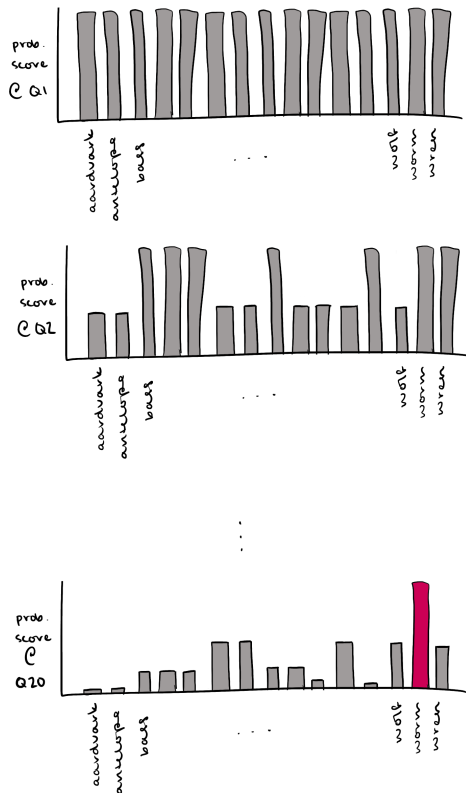 prob.
score
@ Q1
aardvark
antelope
bass
...
wolf
worm
wren
prob.
score
@ Q2
aardvark
antelope
bass
...
wolf
worm
wren
...
prob.
score
@
Q20
aardvark
antelope
bass
...
wolf
worm
wren